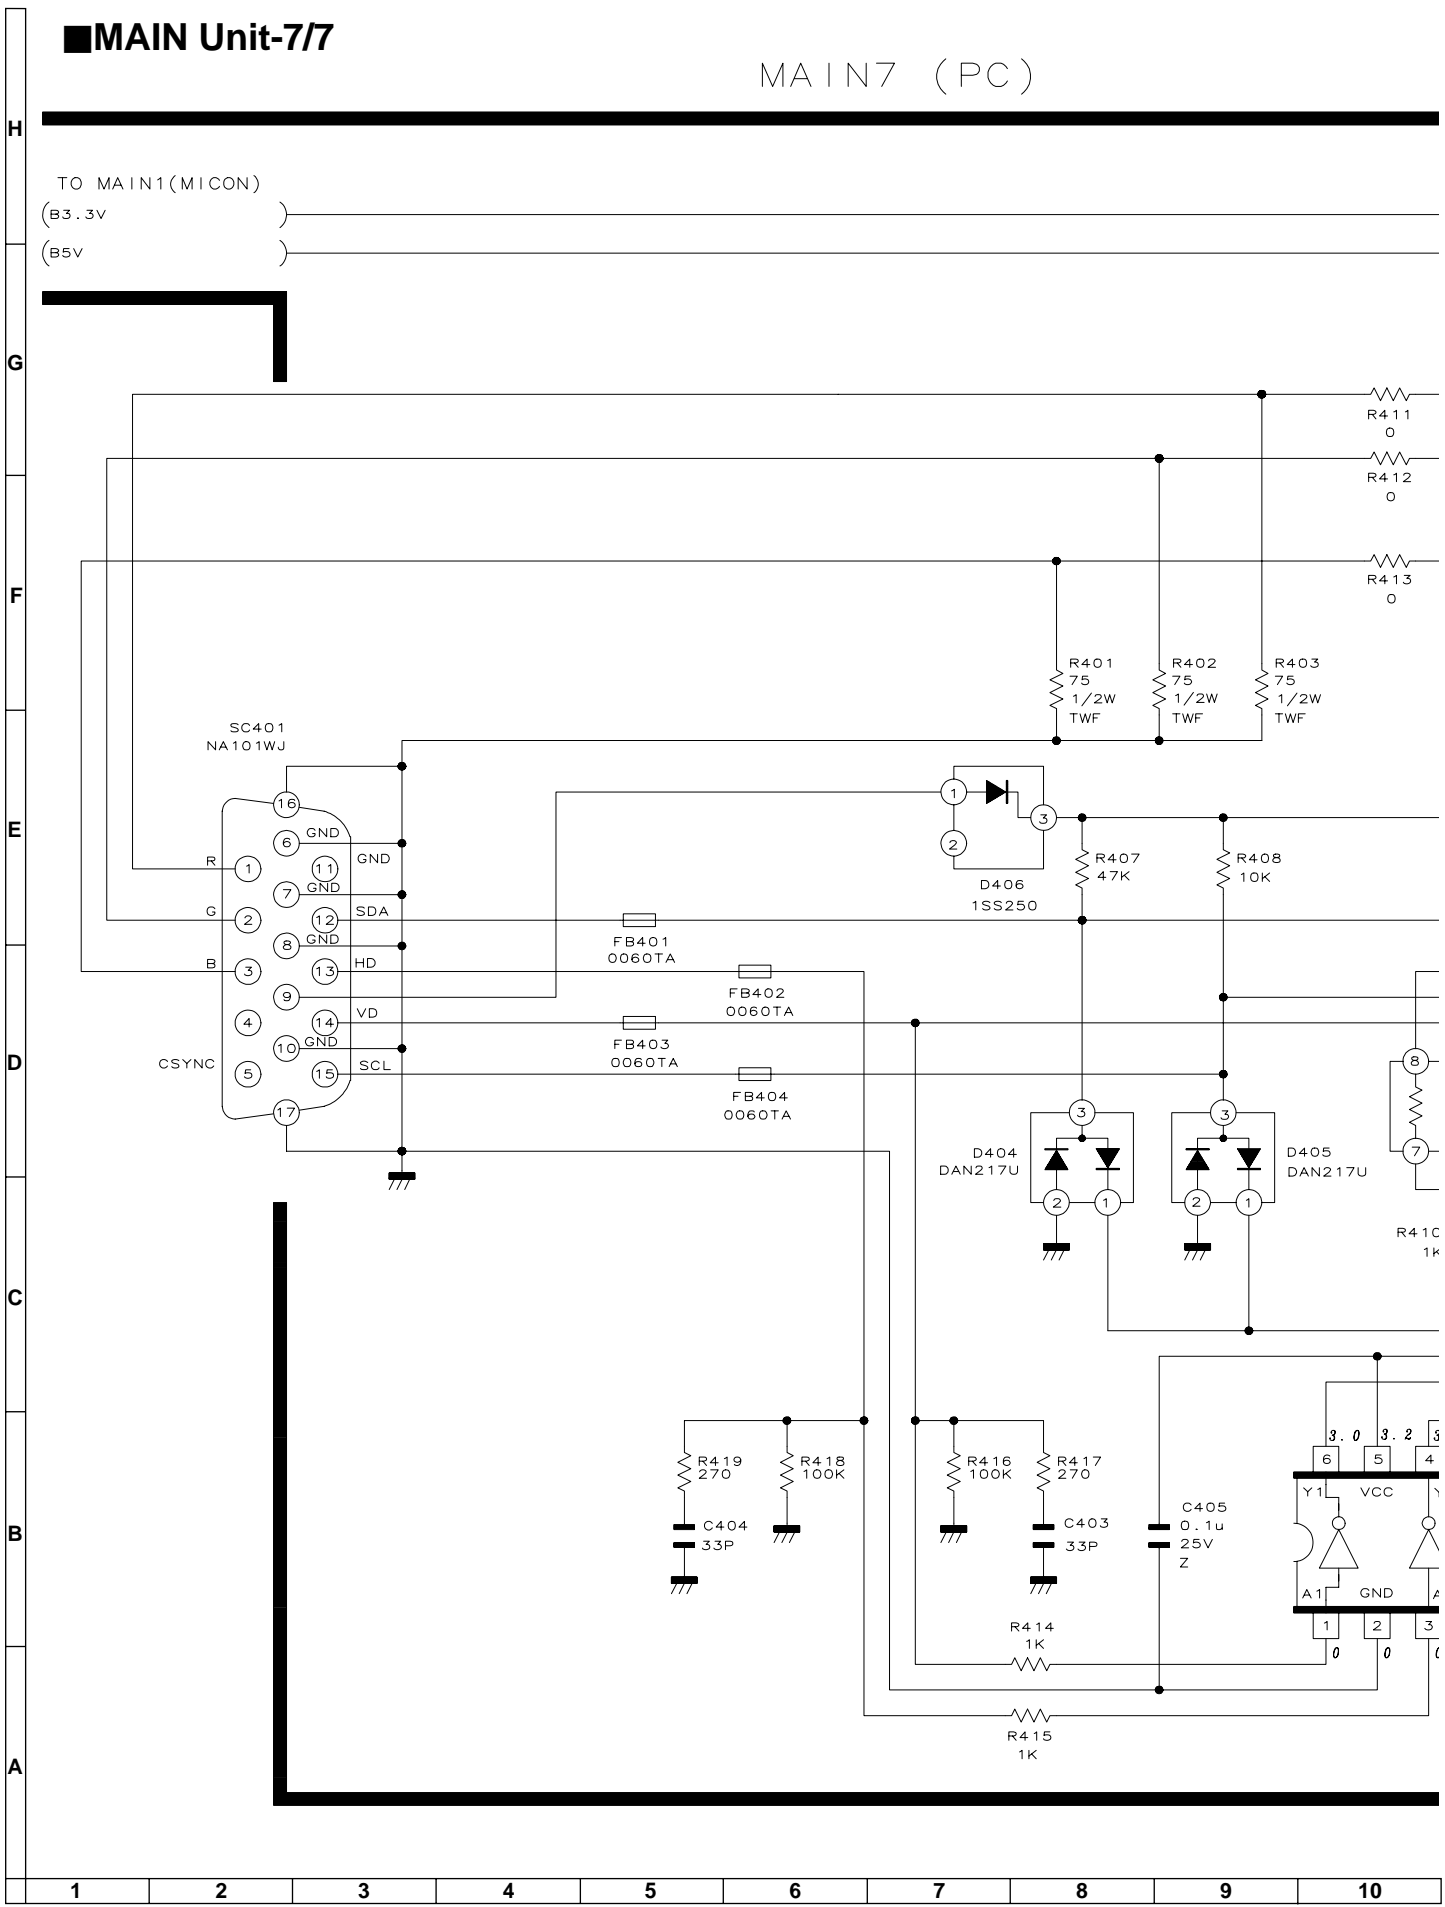 ■MAIN Unit-7/7
MAIN7 (PC)
H
TO MAIN1(MICON)
(B3.3V )
(B5V )
G
R411
0
R412
0
F
R413
0
R401
75
1/2W
TWF
R402
75
1/2W
TWF
R403
75
1/2W
TWF
SC401
NA101WJ
E
16
6 GND
R 1
11 GND
7 GND
G 2
12 SDA
8 GND
B 3
13 HD
9
4
14 VD
10 GND
CSYNC 5
15 SCL
17
1
2
3
D406
1SS250
R407
47K
R408
10K
FB401
0060TA
FB402
0060TA
FB403
0060TA
FB404
0060TA
D
8
7
3
D404
DAN217U
2
1
3
D405
DAN217U
2
1
R410
1K
C
R419
270
R418
100K
R416
100K
R417
270
C404
33P
C403
33P
C405
0.1u
25V
Z
B
3.0 3.2 3
6 5 4
Y1 VCC Y
A1 GND A
1 2 3
0 0 0
R414
1K
R415
1K
A
1 2 3 4 5 6 7 8 9 10